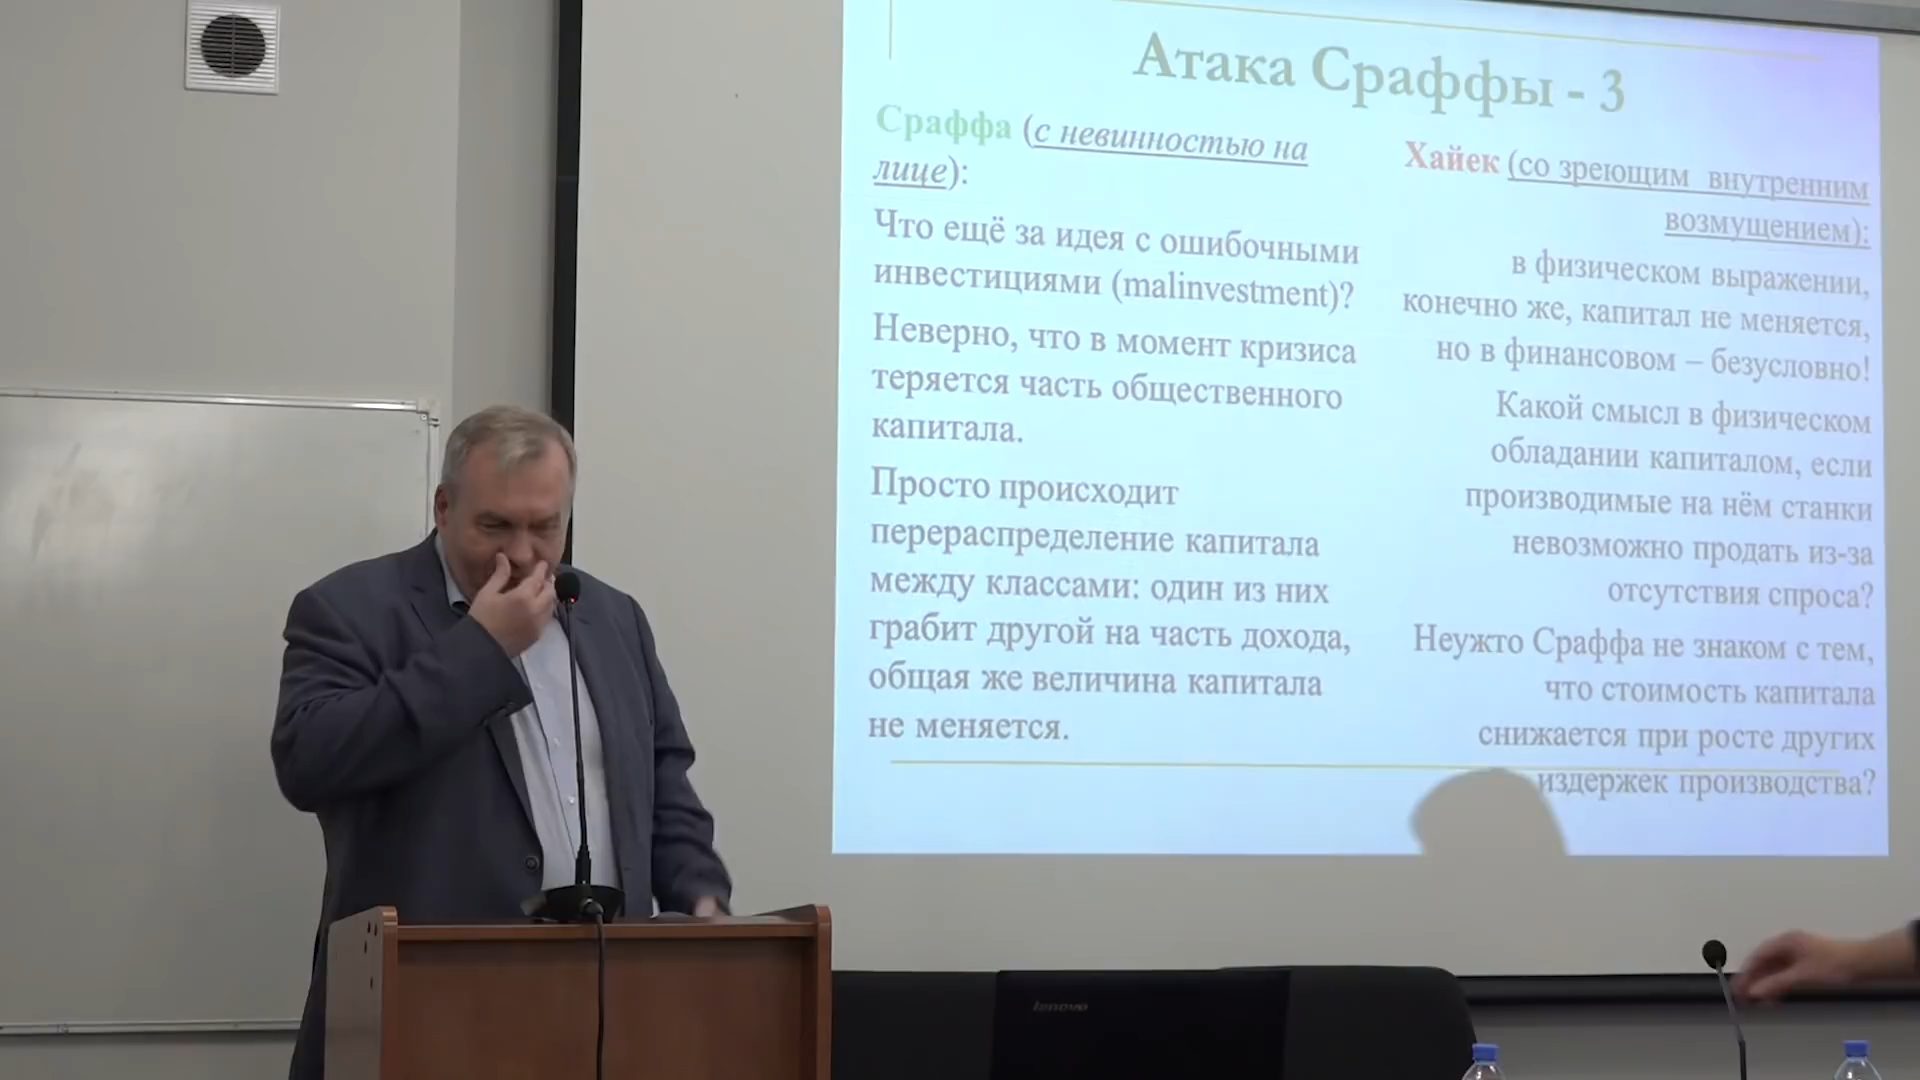 Атака Сраффы - 3
Сраффа (с невинностью на
лице):
Что ещё за идея с ошибочными
инвестициями (malinvestment)?
Неверно, что в момент кризиса
теряется часть общественного
капитала.
Просто происходит
перераспределение капитала
между классами: один из них
грабит другой на часть дохода,
общая же величина капитала
не меняется.
Хайек (со зреющим внутренним
возмущением):
в физическом выражении,
конечно же, капитал не меняется,
но в финансовом – безусловно!
Какой смысл в физическом
обладании капиталом, если
производимые на нём станки
невозможно продать из-за
отсутствия спроса?
Неужто Сраффа не знаком с тем,
что стоимость капитала
снижается при росте других
издержек производства?
lenovo